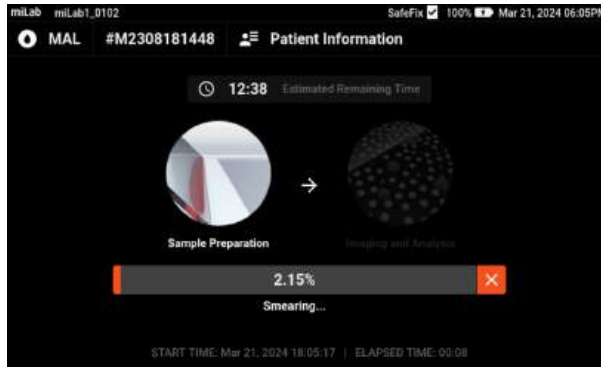 miLab miLab1_0102 SafeFix 100% Mar 21, 2024 06:05PM
MAL #M2308181448 Patient Information
12:38 Estimated Remaining Time
Sample Preparation Imaging and Analysis
2.15%
Smearing...
START TIME: Mar 21, 2024 18:05:17 | ELAPSED TIME: 00:08